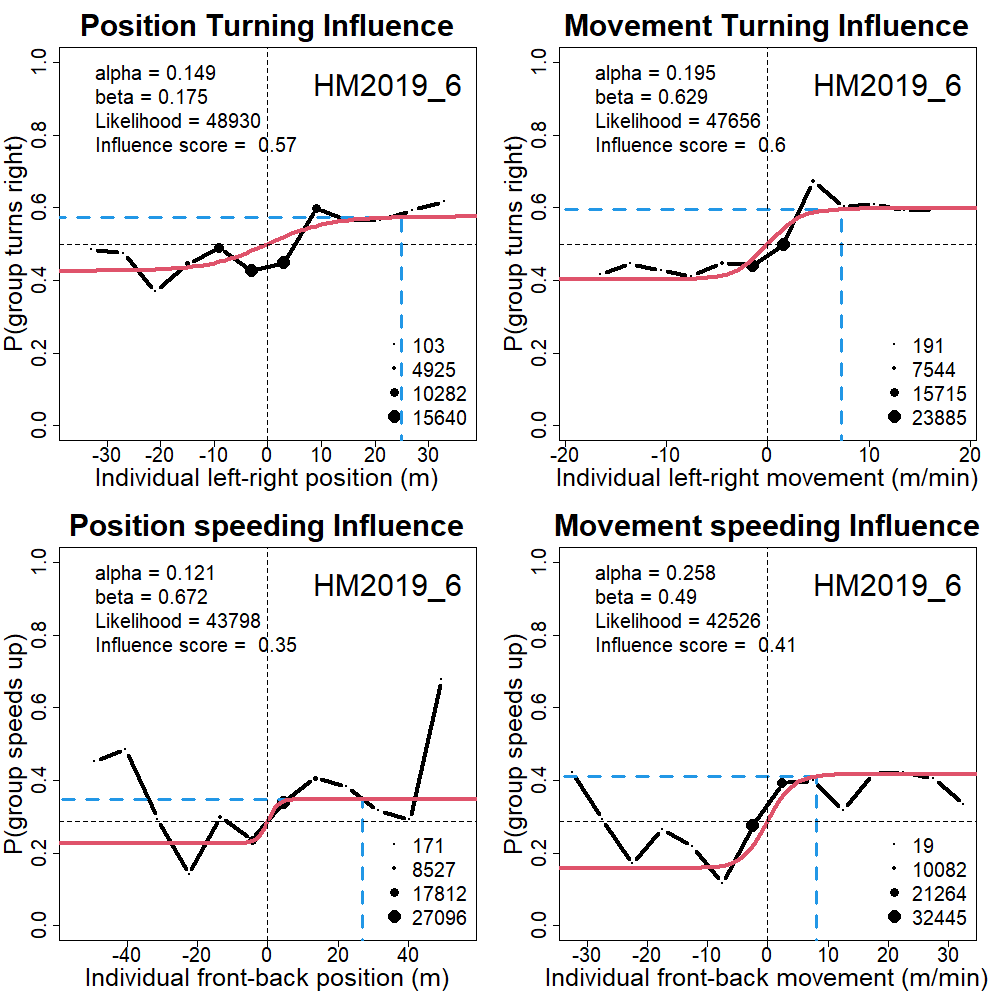 Position Turning Influence
alpha = 0.149
beta = 0.175
Likelihood = 48930
Influence score = 0.57
HM2019_6
P(group turns right)
0.0
0.2
0.4
0.6
0.8
1.0
103
4925
10282
15640
-20
-10
0
10
20
30
Individual left-right position (m)
Movement Turning Influence
alpha = 0.195
beta = 0.629
Likelihood = 47656
Influence score = 0.6
HM2019_6
P(group turns right)
0.0
0.2
0.4
0.6
0.8
1.0
191
7544
15715
23885
-20
-10
0
10
20
Individual left-right movement (m/min)
Position speeding Influence
alpha = 0.121
beta = 0.672
Likelihood = 43798
Influence score = 0.35
HM2019_6
P(group speeds up)
0.0
0.2
0.4
0.6
0.8
1.0
171
8527
17812
27096
-40
-20
0
20
40
Individual front-back position (m)
Movement speeding Influence
alpha = 0.258
beta = 0.49
Likelihood = 42526
Influence score = 0.41
HM2019_6
P(group speeds up)
0.0
0.2
0.4
0.6
0.8
1.0
19
10082
21264
32445
-30
-20
-10
0
10
20
30
Individual front-back movement (m/min)